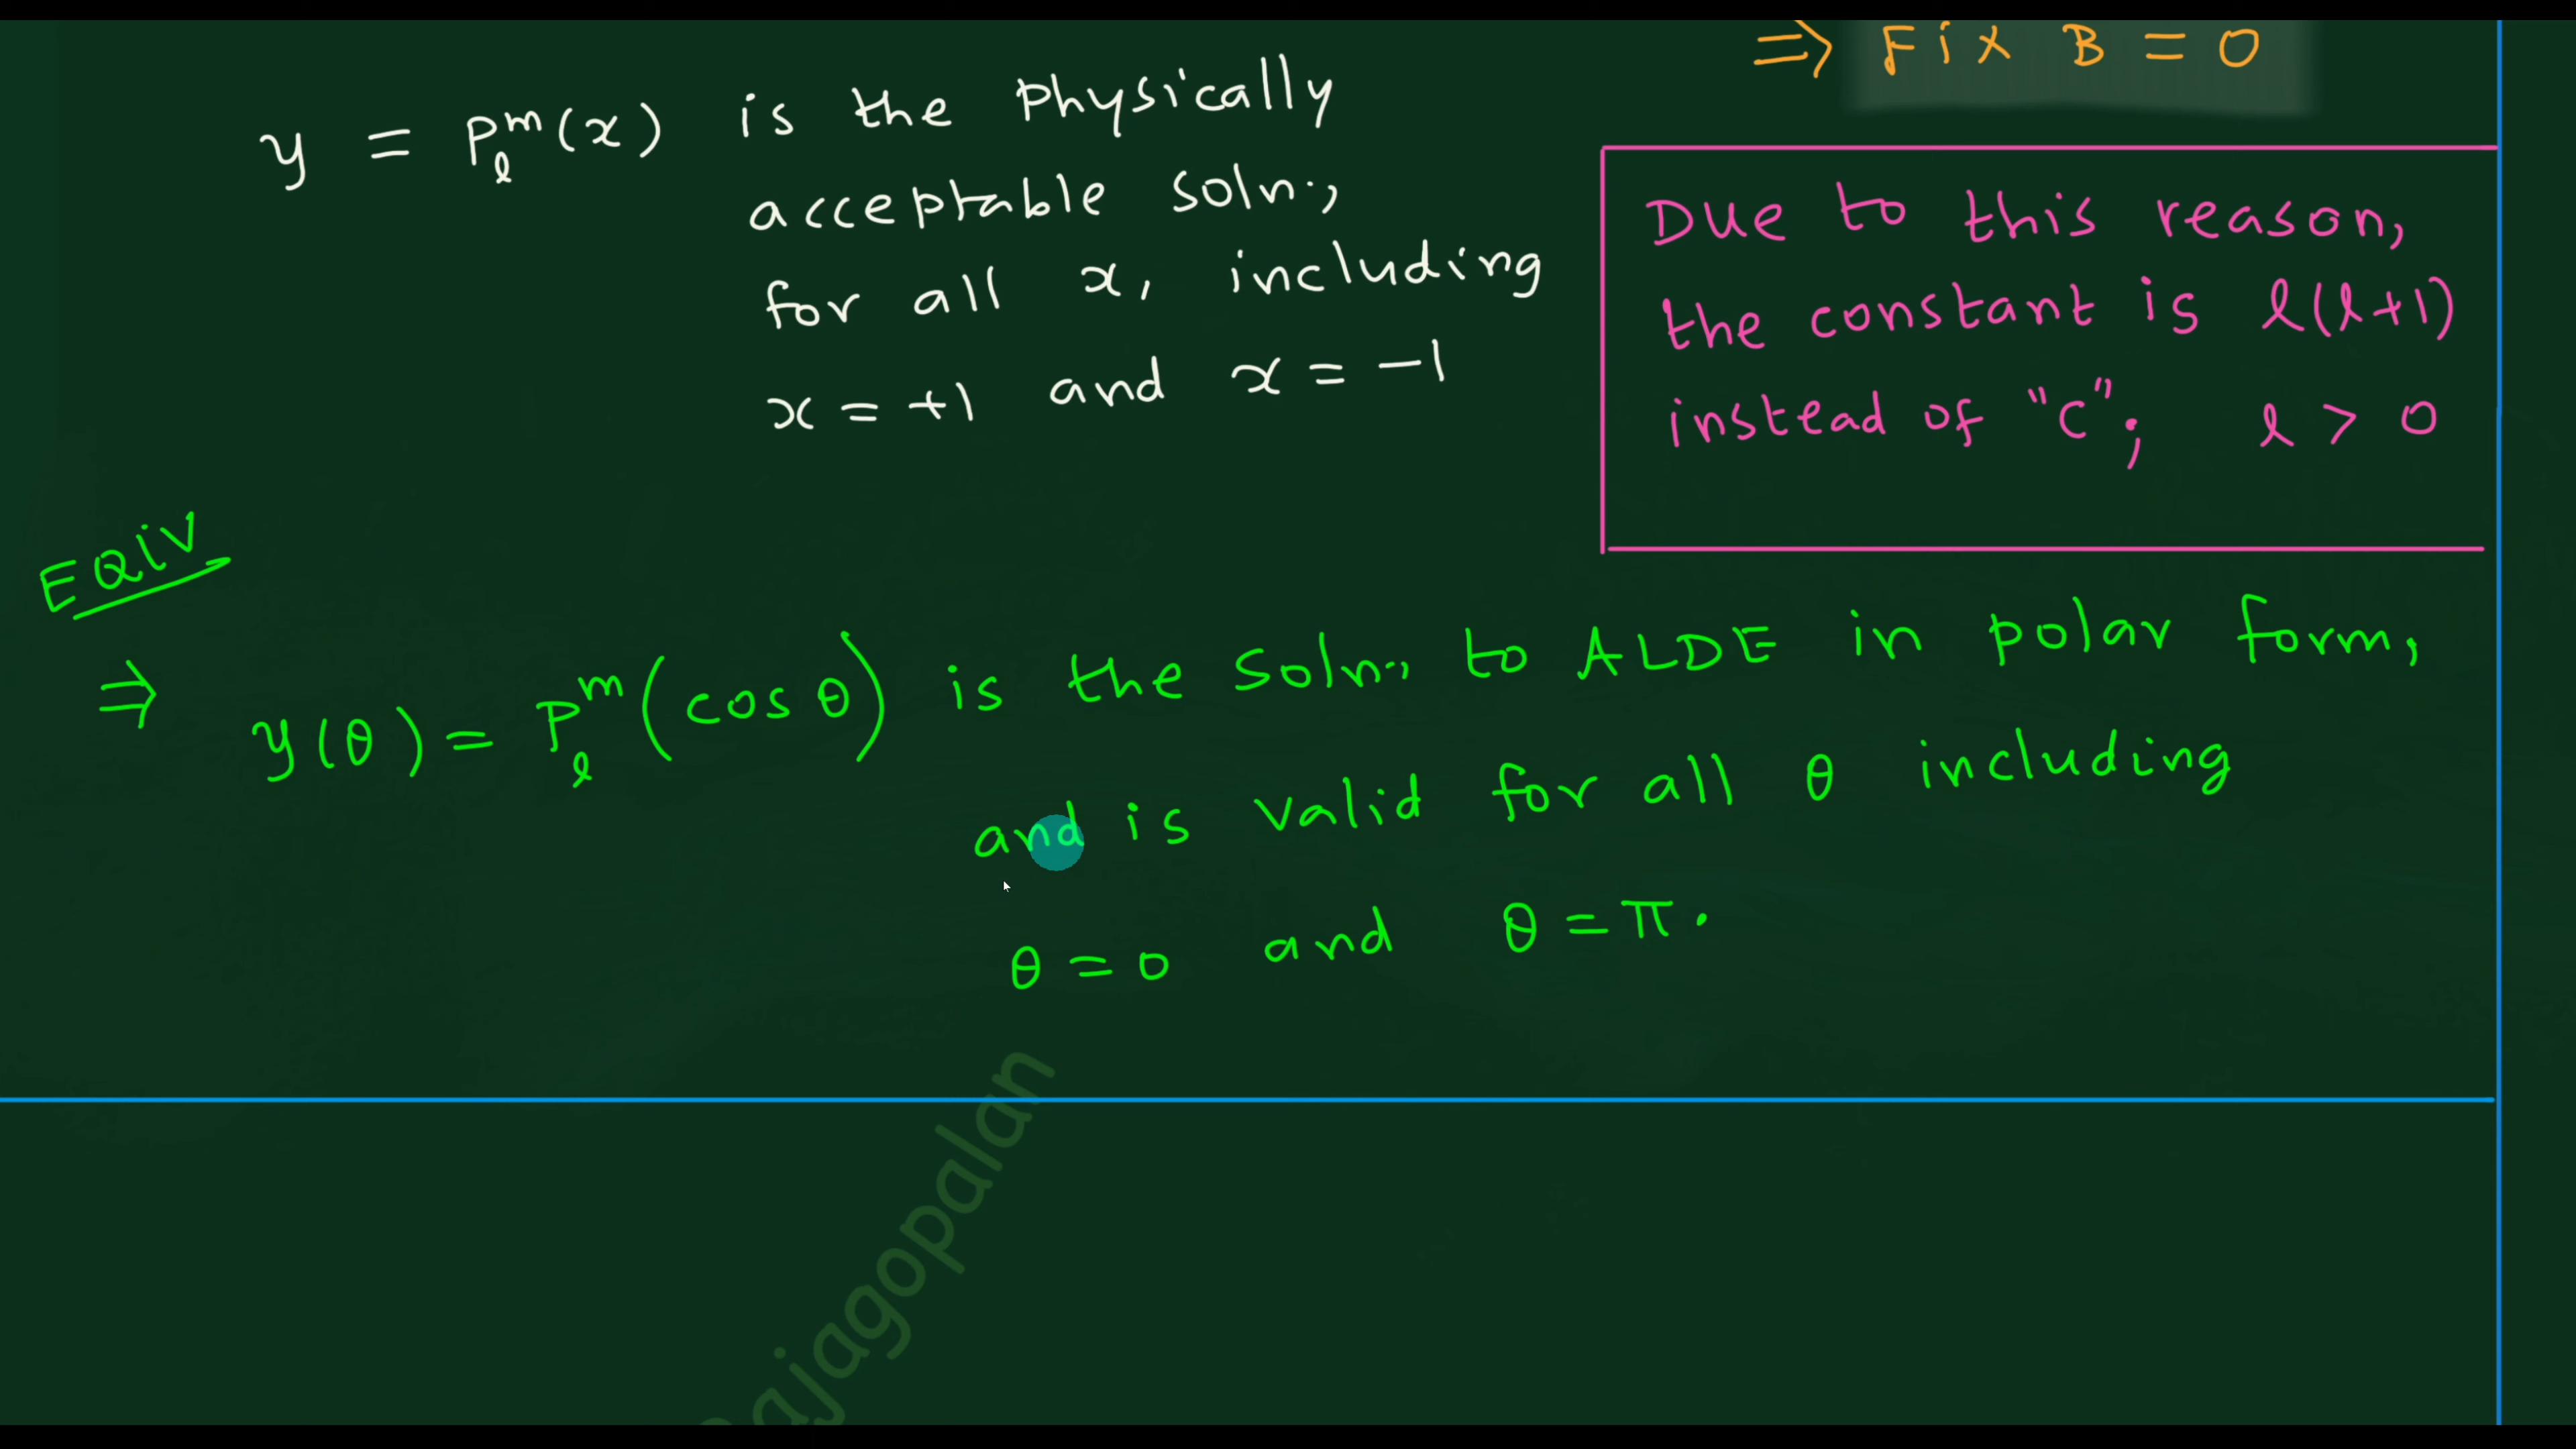 ⇒ Fix B = 0
y = P_l^m(x) is the physically
acceptable soln.,
for all x, including
x = +1 and x = -1
Due to this reason,
the constant is l(l+1)
instead of "C"; l > 0
EQiV
⇒ y(θ) = P_l^m(cos θ) is the soln., to ALDE in polar form,
and is valid for all θ including
θ = 0 and θ = π.